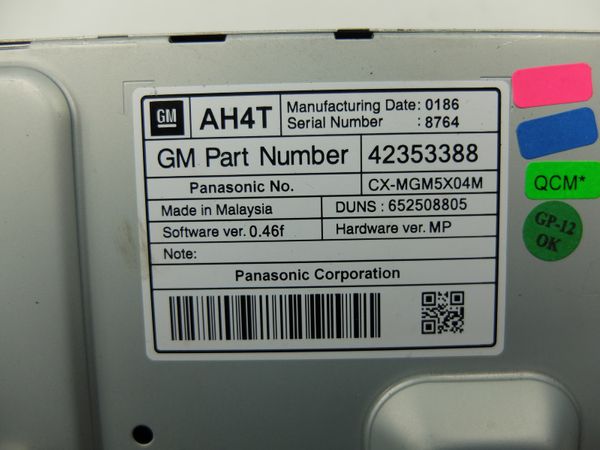 GM AH4T Manufacturing Date: 0186
Serial Number : 8764
GM Part Number 42353388
Panasonic No. CX-MGM5X04M
Made in Malaysia DUNS : 652508805
Software ver. 0.46f Hardware ver. MP
Note:
Panasonic Corporation
QCM*
GP-12
OK